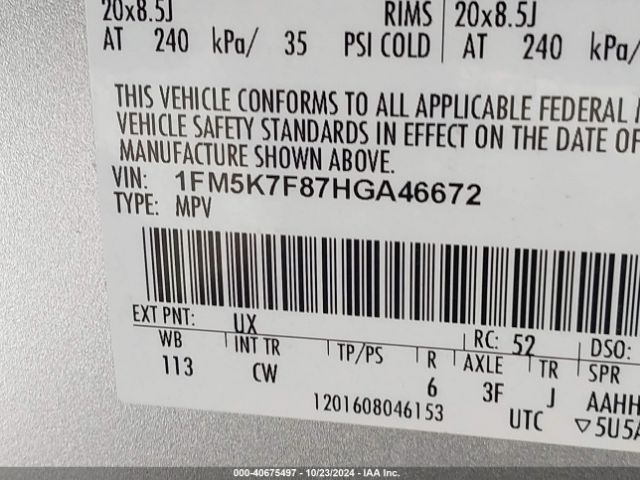 20x8.5J RIMS 20x8.5J
AT 240 kPa/ 35 PSI COLD AT 240 kPa/
THIS VEHICLE CONFORMS TO ALL APPLICABLE FEDERAL
VEHICLE SAFETY STANDARDS IN EFFECT ON THE DATE OF
MANUFACTURE SHOWN ABOVE.
VIN: 1FM5K7F87HGA46672
TYPE: MPV
EXT PNT: UX RC: 52 DSO:
WB INT TR TP/PS R AXLE TR SPR
113 CW 6 3F J AAHH
1201608046153 UTC ▽5U5A
000-40675497 - 10/23/2024 - IAA Inc.